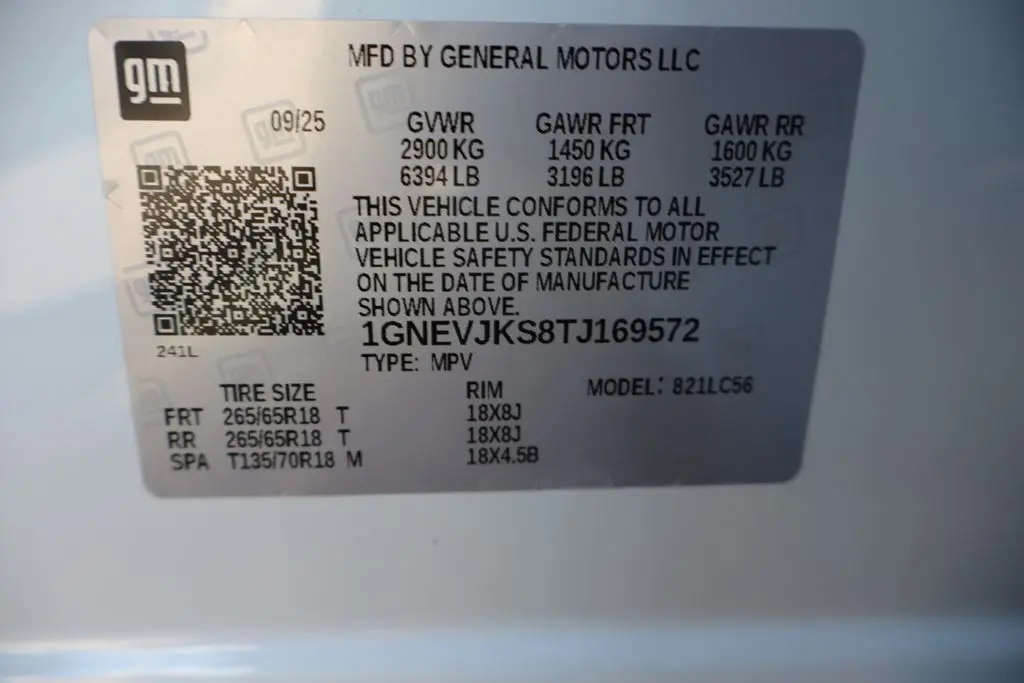 gm
MFD BY GENERAL MOTORS LLC
09/25 GVWR GAWR FRT GAWR RR
2900 KG 1450 KG 1600 KG
6394 LB 3196 LB 3527 LB
THIS VEHICLE CONFORMS TO ALL
APPLICABLE U.S. FEDERAL MOTOR
VEHICLE SAFETY STANDARDS IN EFFECT
ON THE DATE OF MANUFACTURE
SHOWN ABOVE.
1GNEVJKS8TJ169572
241L
TYPE: MPV
TIRE SIZE RIM MODEL: 821LC56
FRT 265/65R18 T 18X8J
RR 265/65R18 T 18X8J
SPA T135/70R18 M 18X4.5B